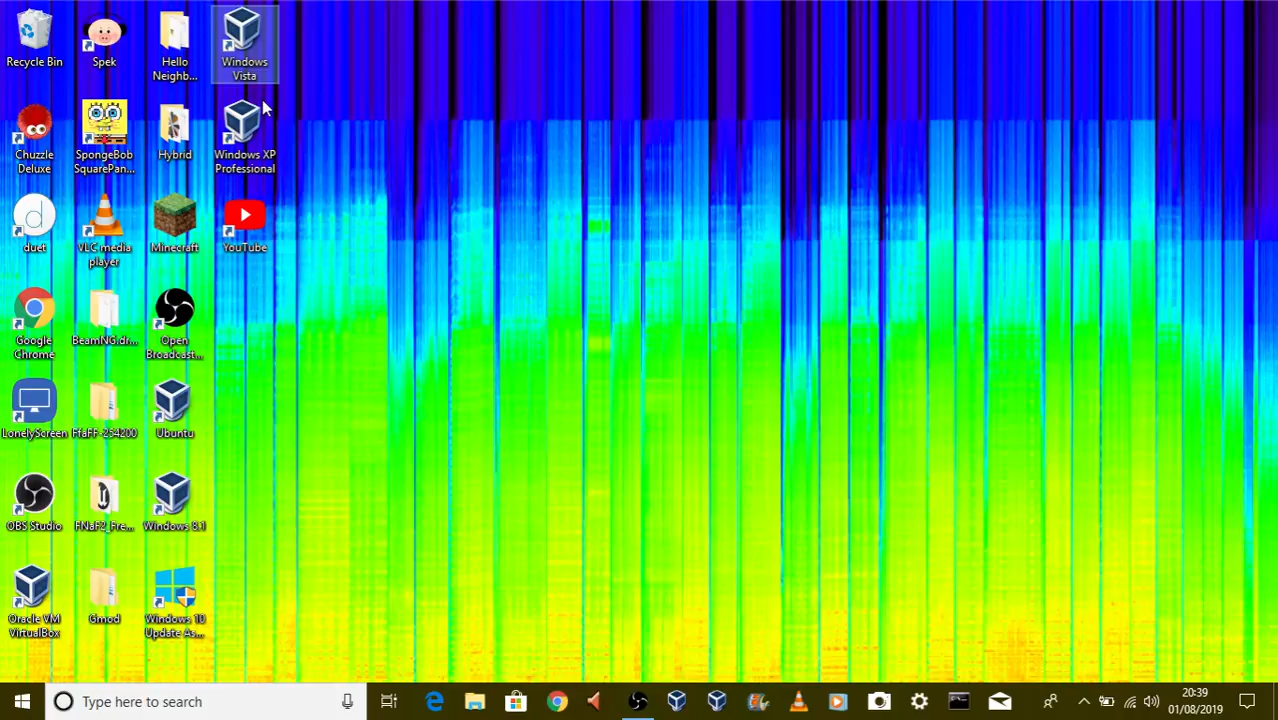 Recycle Bin
Spek
Hello
Neighb...
Windows
Vista
Chuzzle
Deluxe
SpongeBob
SquarePan...
Hybrid
Windows XP
Professional
duet
VLC media
player
Minecraft
YouTube
Google
Chrome
BeamNG.dr...
Open
Broadcast...
LonelyScreen
FfaFF-254200
Ubuntu
OBS Studio
FNaF2_Fre...
Windows 8.1
Oracle VM
VirtualBox
Gmod
Windows 10
Update As...
Type here to search
20:39
01/08/2019